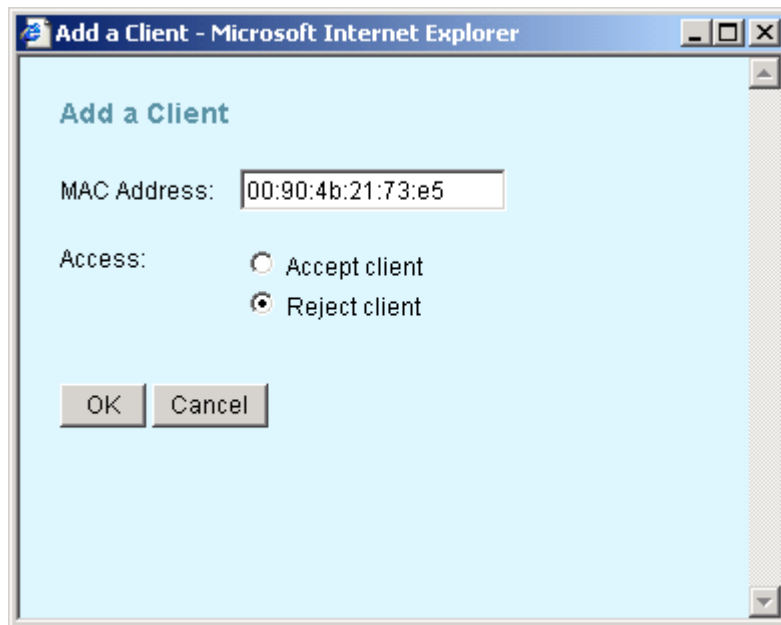 Add a Client - Microsoft Internet Explorer
Add a Client
MAC Address: 00:90:4b:21:73:e5
Access: Accept client
Reject client
OK Cancel